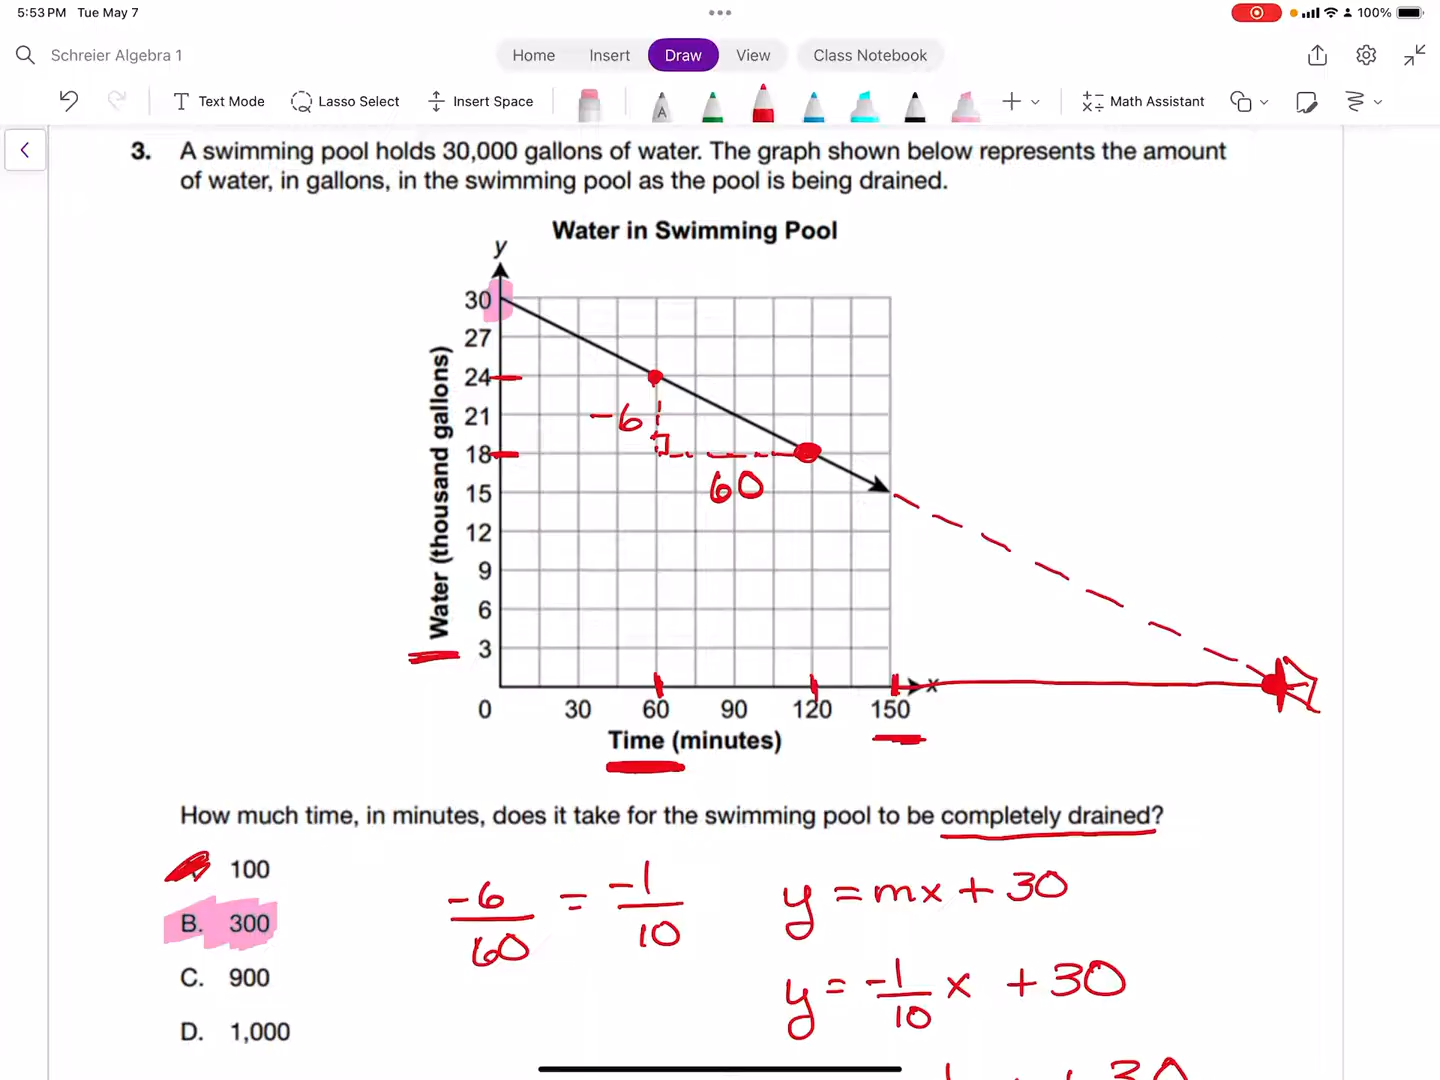 5:53 PM Tue May 7
100%
Schreier Algebra 1
Home Insert Draw View Class Notebook
Text Mode Lasso Select Insert Space A Math Assistant
3. A swimming pool holds 30,000 gallons of water. The graph shown below represents the amount
of water, in gallons, in the swimming pool as the pool is being drained.
Water in Swimming Pool
y
30
27
24
21
18
15
12
9
6
3
0
Water (thousand gallons)
-6
60
x
30 60 90 120 150
Time (minutes)
How much time, in minutes, does it take for the swimming pool to be completely drained?
100
B. 300
C. 900
D. 1,000
-6/60 = -1/10
y = mx + 30
y = -1/10 x + 30
+ 30